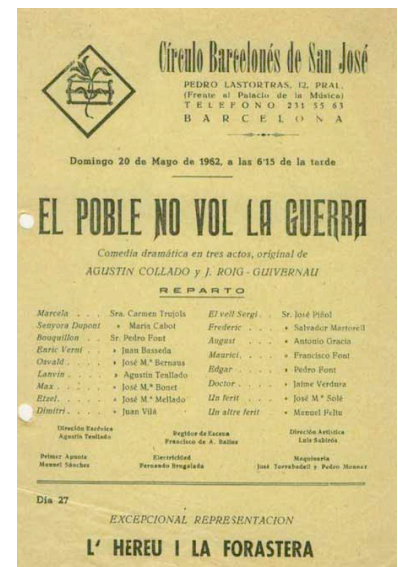 Círculo Barcelonés de San José
PEDRO LASTORTRAS, 12, PRAL.
(Frente al Palacio de la Música)
TELEFONO 231 55 63
BARCELONA
Domingo 20 de Mayo de 1962, a las 6'15 de la tarde
EL POBLE NO VOL LA GUERRA
Comedia dramática en tres actos, original de
AGUSTIN COLLADO y J. ROIG - GUIVERNAU
REPARTO
Marcela . . . . Sra. Carmen Trujols
Senyora Dupont » María Cabot
Bouquillon . . Sr. Pedro Font
Enric Verni . . » Juan Basseda
Osvald . . . . » José M.ª Bernaus
Lanvin . . . . » Agustín Tenllado
Max . . . . . » José M.ª Bonet
Etzel . . . . . » José M.ª Mellado
Dimitri . . . . » Juan Vilá
El vell Sergi . . Sr. José Piñol
Frederic . . . . » Salvador Martorell
August . . . . » Antonio Gracia
Maurici . . . . » Francisco Font
Edgar . . . . » Pedro Font
Doctor . . . . » Jaime Verdura
Un ferit . . . » José M.ª Solé
Un altre ferit » Manuel Feliu
Dirección Escénica
Agustín Tenllado
Regidor de Escena
Francisco de A. Batlles
Dirección Artística
Luis Subirós
Primer Apunte
Manuel Sánchez
Electricidad
Fernando Brugalada
Maquinaria
José Torrabadell y Pedro Monner
Día 27
EXCEPCIONAL REPRESENTACION
L' HEREU I LA FORASTERA